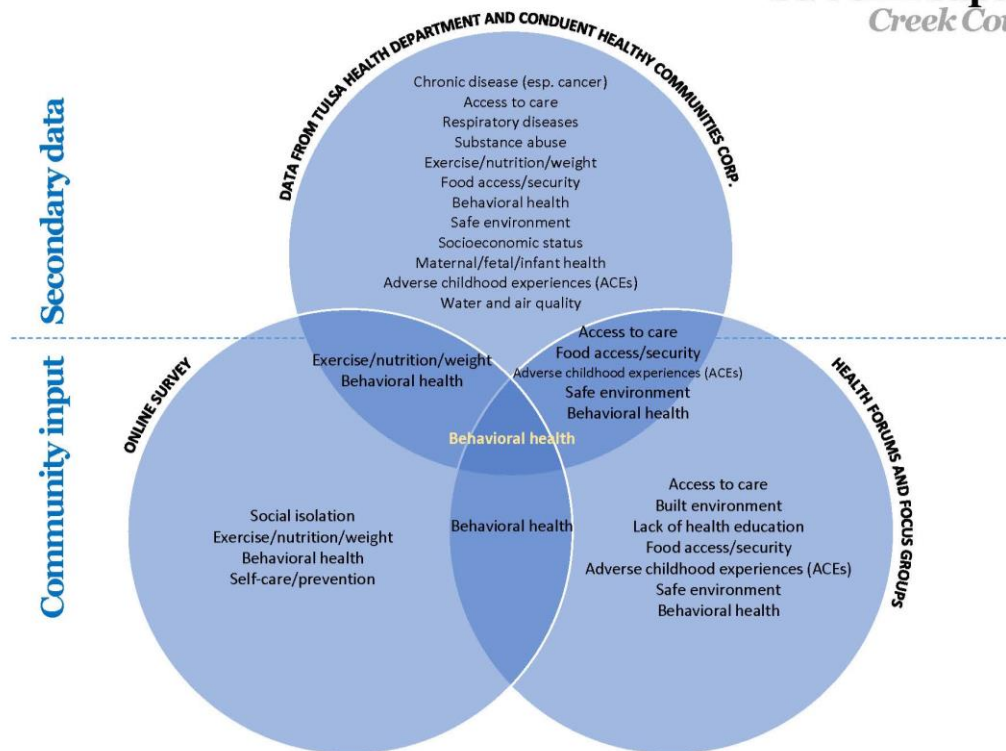 Creek
DATA FROM TULSA HEALTH DEPARTMENT AND CONDUENT HEALTHY COMMUNITIES CORP.
Secondary data
Chronic disease (esp. cancer)
Access to care
Respiratory diseases
Substance abuse
Exercise/nutrition/weight
Food access/security
Behavioral health
Safe environment
Socioeconomic status
Maternal/fetal/infant health
Adverse childhood experiences (ACEs)
Water and air quality
Community input
ONLINE SURVEY
Exercise/nutrition/weight
Behavioral health
Access to care
Food access/security
Adverse childhood experiences (ACEs)
Safe environment
Behavioral health
HEALTH FORUMS AND FOCUS GROUPS
Behavioral health
Social isolation
Exercise/nutrition/weight
Behavioral health
Self-care/prevention
Behavioral health
Access to care
Built environment
Lack of health education
Food access/security
Adverse childhood experiences (ACEs)
Safe environment
Behavioral health